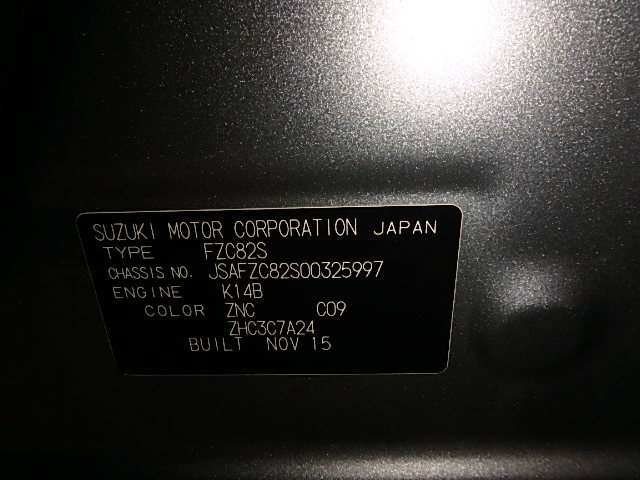 SUZUKI MOTOR CORPORATION JAPAN
TYPE FZC82S
CHASSIS NO. JSAFZC82S00325997
ENGINE K14B
COLOR ZNC C09
ZHC3C7A24
BUILT NOV 15